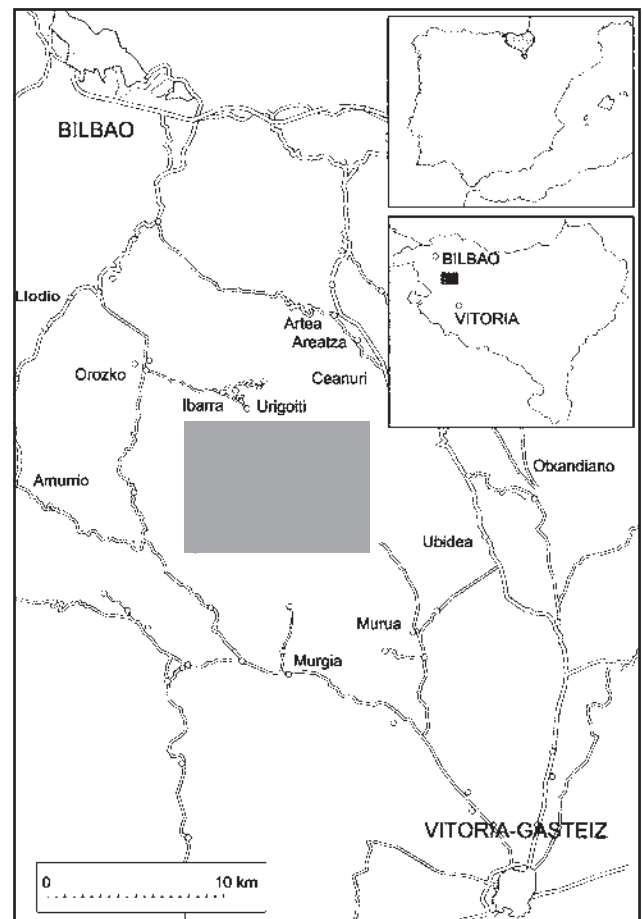 BILBAO
BILBAO
VITORIA
Llodio
Artea
Areatza
Orozko
Ceanuri
Ibarra
Urigoiti
Amurrio
Otxandiano
Ubidea
Murua
Murgia
VITORIA-GASTEIZ
0 10 km